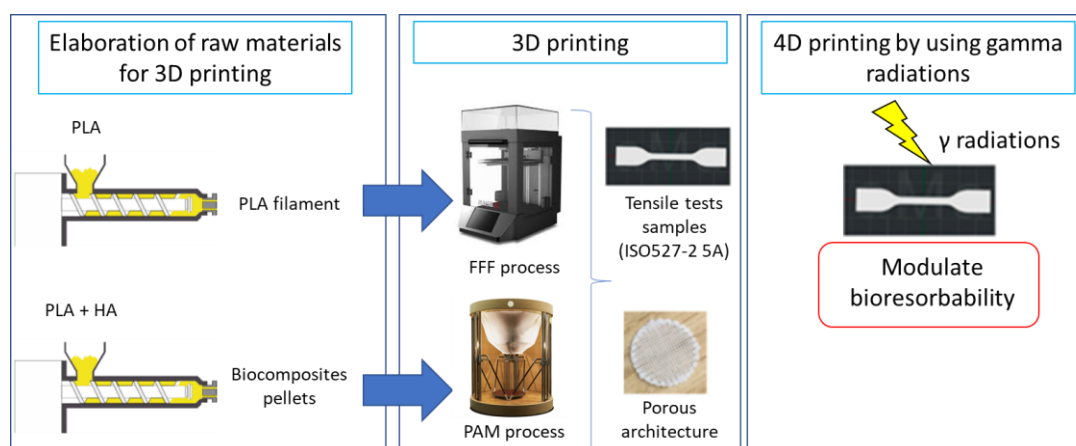 Elaboration of raw materials
for 3D printing
PLA
PLA filament
PLA + HA
Biocomposites
pellets
3D printing
FFF process
Tensile tests
samples
(ISO527-2 5A)
PAM process
Porous
architecture
4D printing by using gamma
radiations
γ radiations
Modulate
bioresorbability